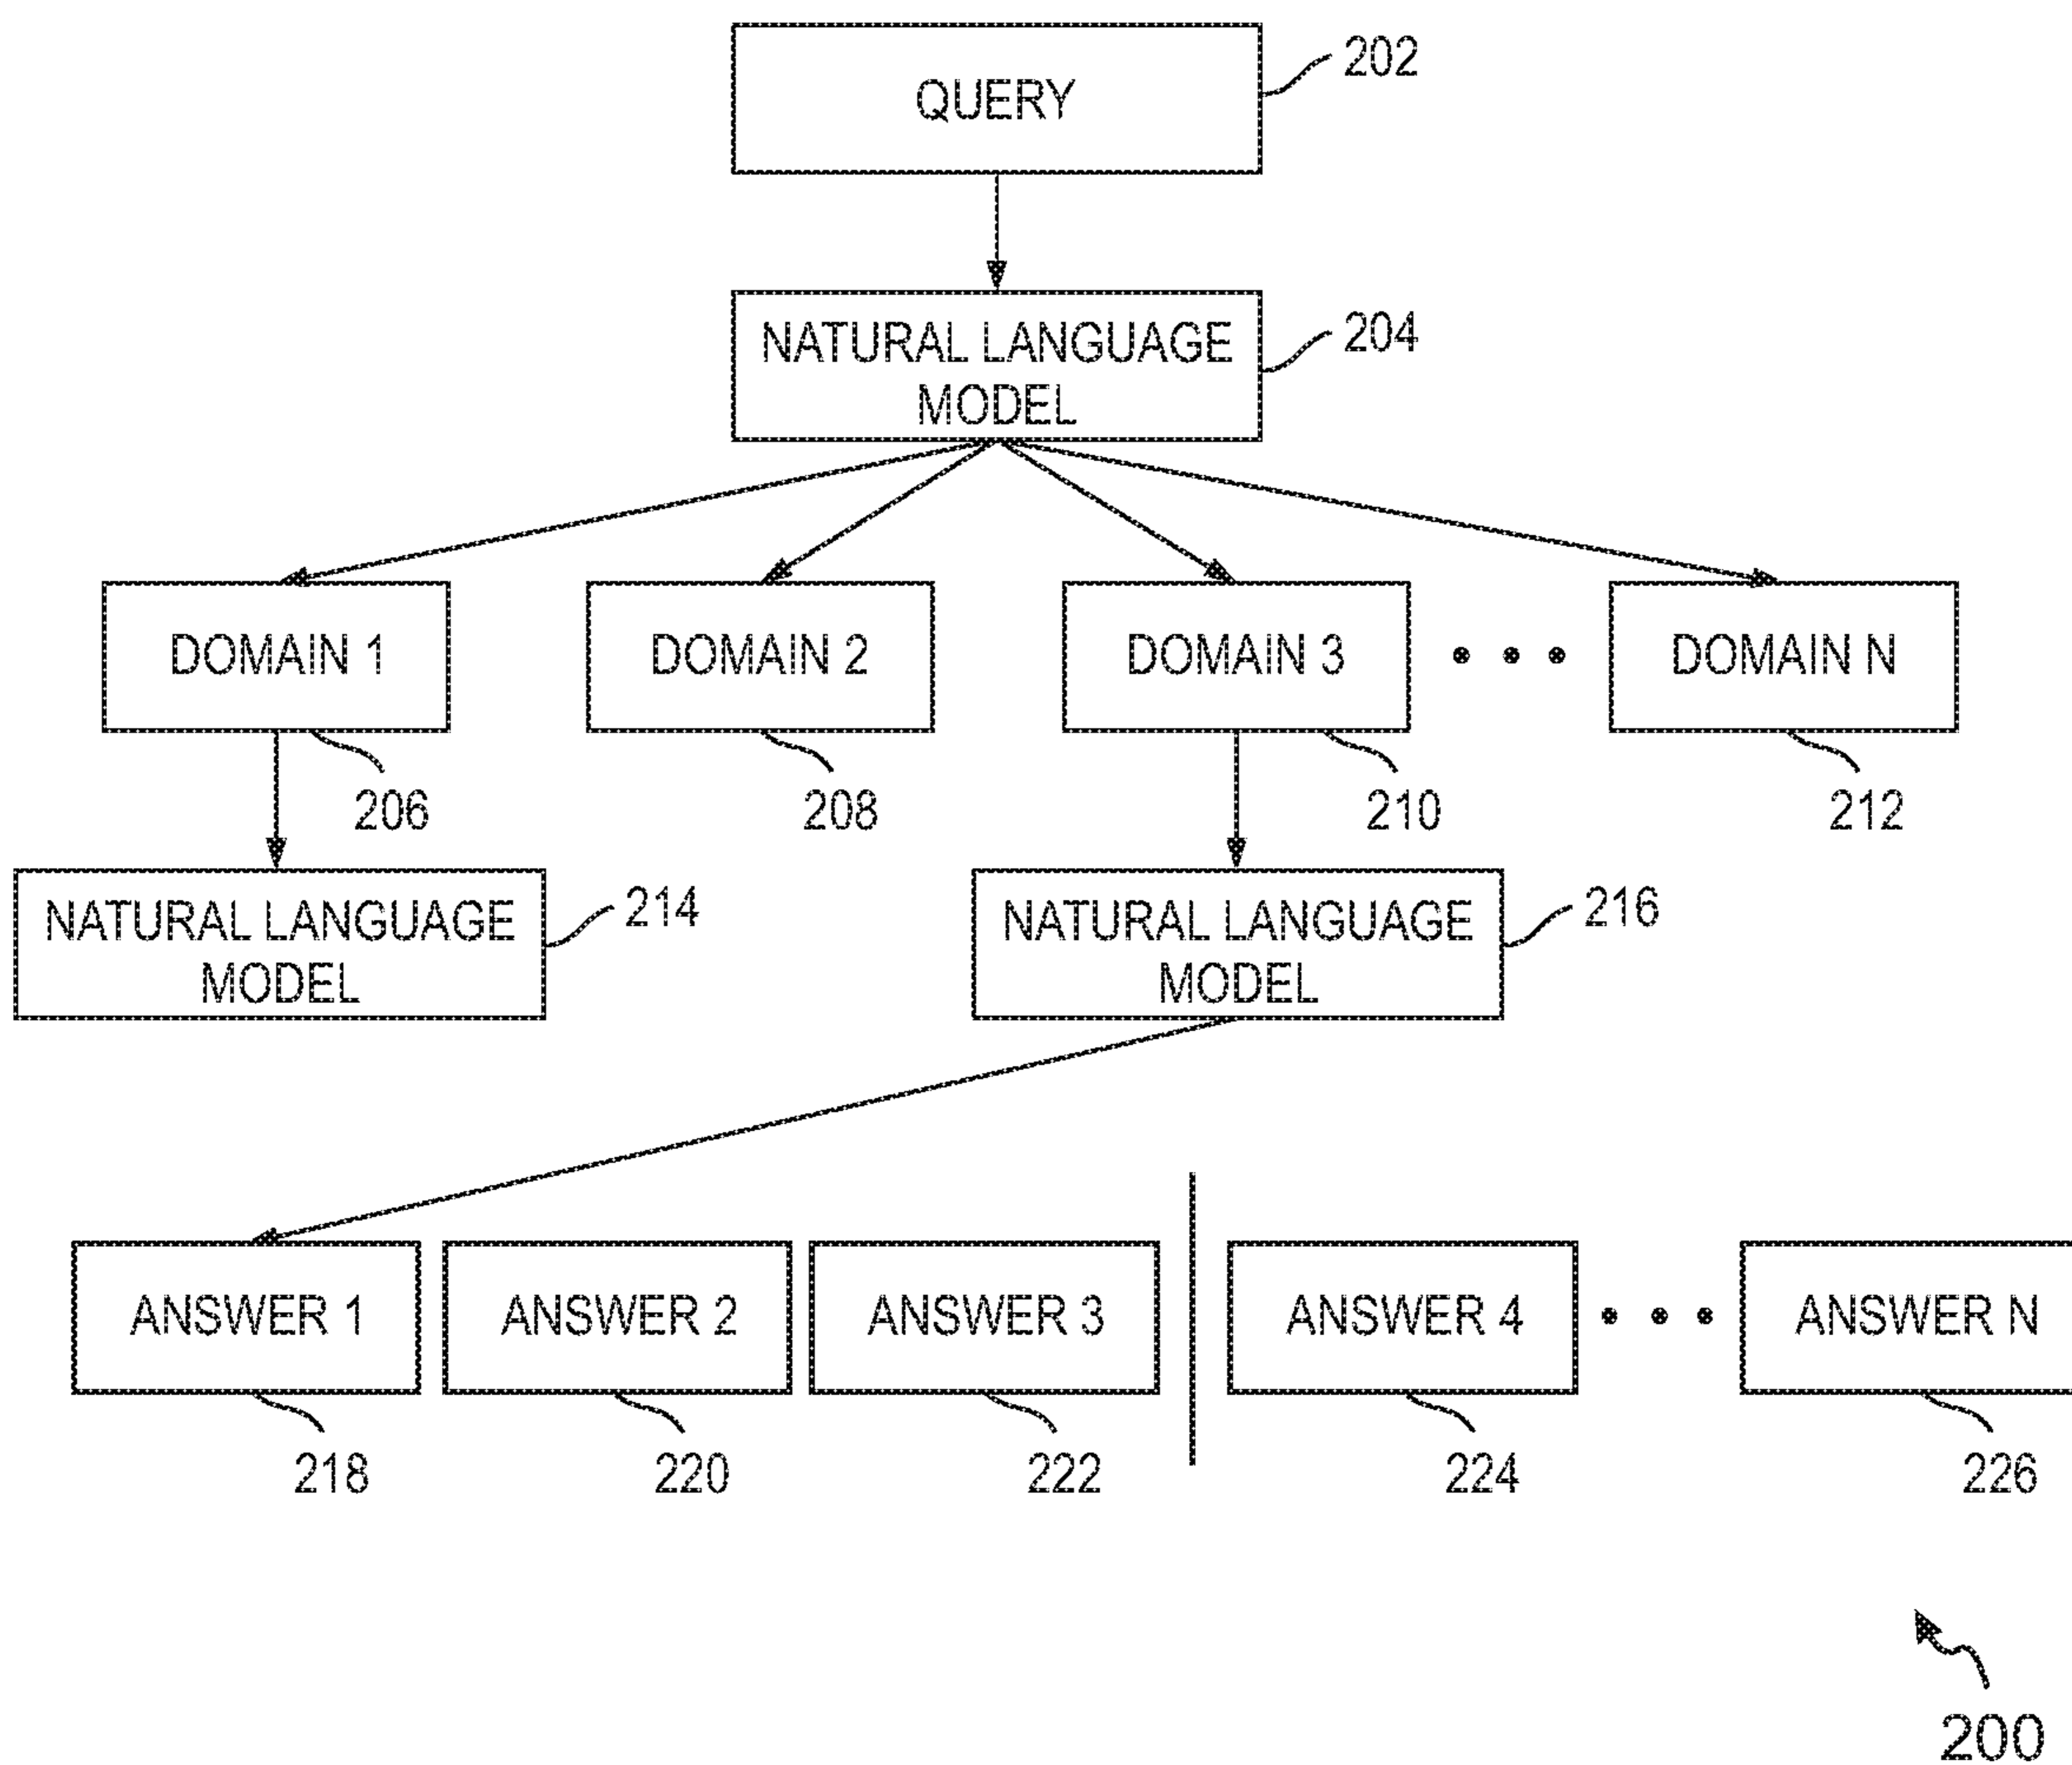 QUERY
202
NATURAL LANGUAGE
MODEL
204
DOMAIN 1
DOMAIN 2
DOMAIN 3
• • •
DOMAIN N
206
208
210
212
NATURAL LANGUAGE
MODEL
214
NATURAL LANGUAGE
MODEL
216
ANSWER 1
ANSWER 2
ANSWER 3
ANSWER 4
• • •
ANSWER N
218
220
222
224
226
200